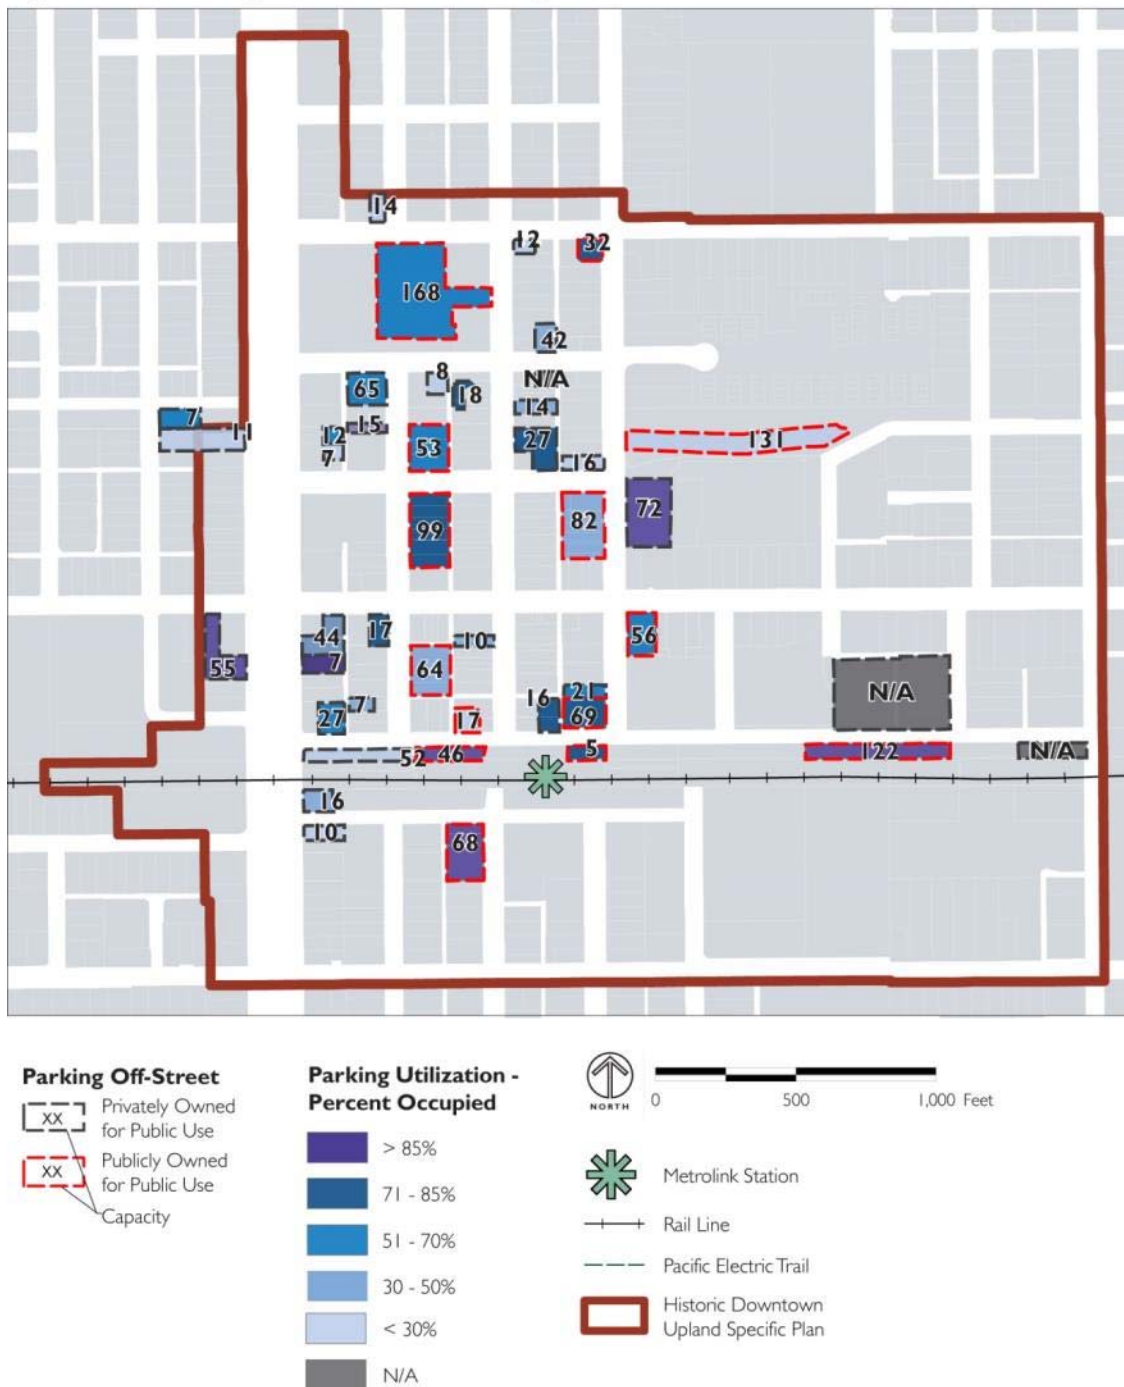 14
12
32
168
42
8
N/A
65
18
14
7
11
15
12
53
27
131
7
16
72
99
82
44
17
10
56
55
7
64
N/A
7
16
21
27
17
69
52
46
5
122
N/A
16
10
68
Parking Off-Street
XX
Privately Owned
for Public Use
XX
Publicly Owned
for Public Use
Capacity
Parking Utilization -
Percent Occupied
> 85%
71 - 85%
51 - 70%
30 - 50%
< 30%
N/A
NORTH
0 500 1,000 Feet
Metrolink Station
Rail Line
Pacific Electric Trail
Historic Downtown
Upland Specific Plan